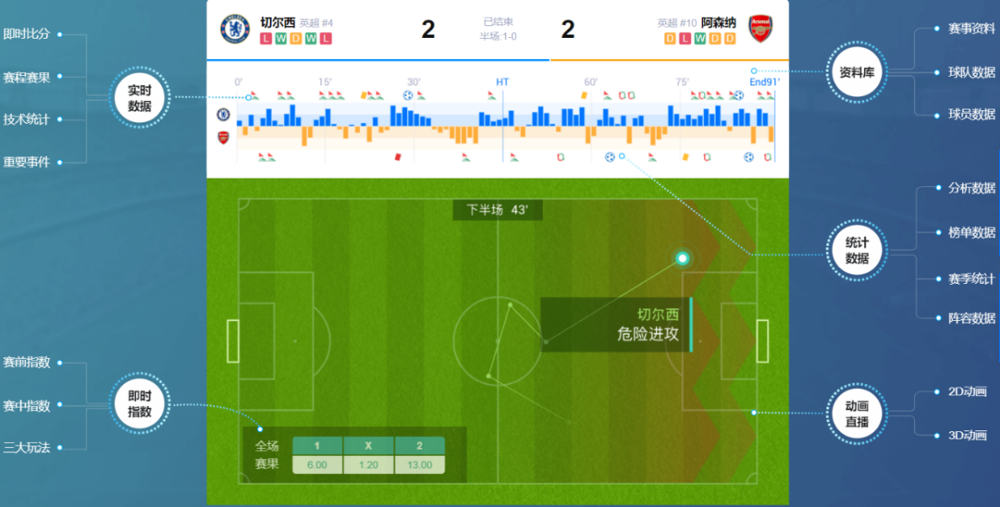 即时比分
赛程赛果
技术统计
重要事件
实时
数据
赛前指数
赛中指数
三大玩法
即时
指数
切尔西 英超 #4
L W D W L
2
已结束
半场:1-0
2
英超 #10 阿森纳
D L W D D
0' 15' 30' HT 60' 75' End91'
下半场 43'
切尔西
危险进攻
全场
赛果
1 X 2
6.00 1.20 13.00
资料库
赛事资料
球队数据
球员数据
统计
数据
分析数据
榜单数据
赛季统计
阵容数据
动画
直播
2D动画
3D动画